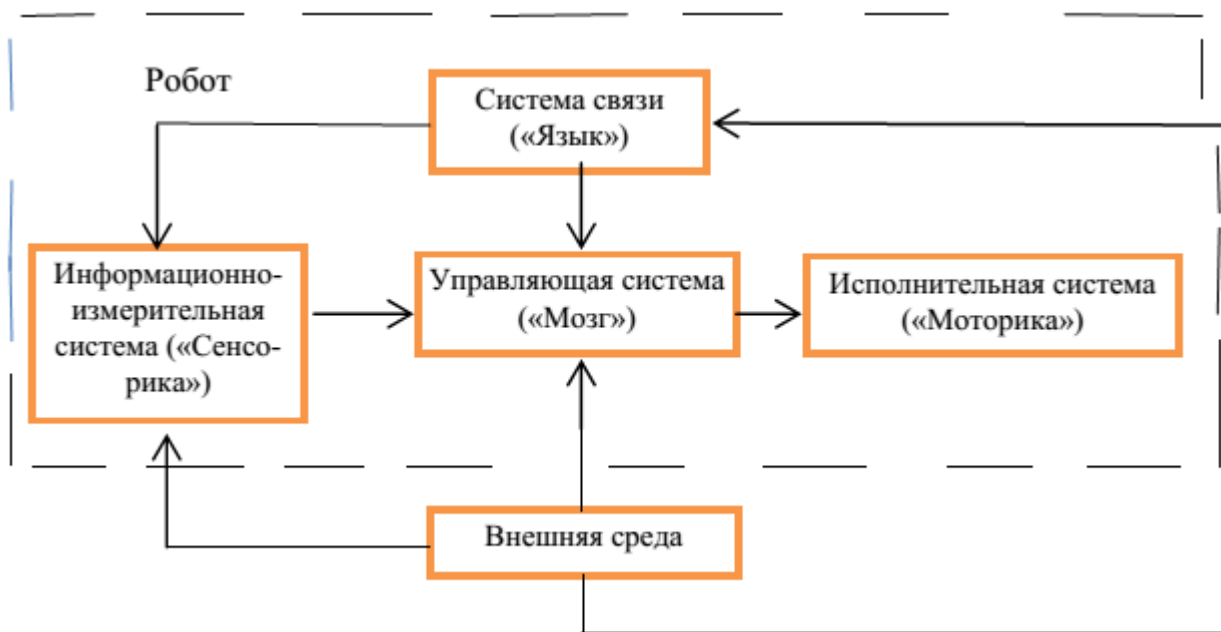 Робот
Система связи
(«Язык»)
Информационно-
измерительная
система («Сенсо-
рика»)
Управляющая система
(«Мозг»)
Исполнительная система
(«Моторика»)
Внешняя среда